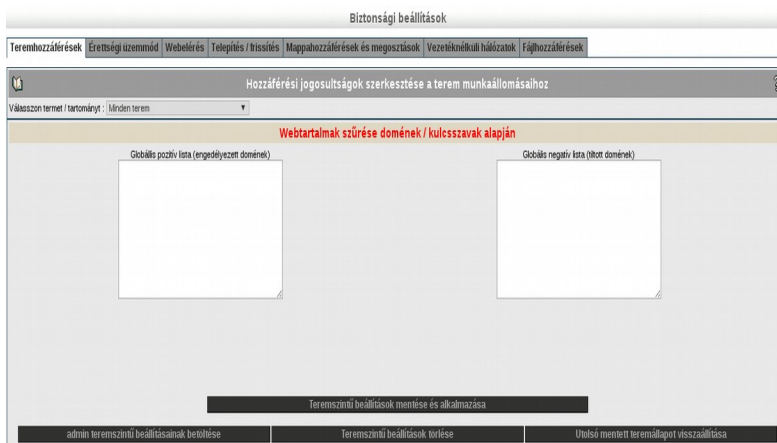 Biztonsági beállítások
Teremhozzáférések Érettségi üzemmód Webelérés Telepítés / frissítés Mappahozzáférések és megosztások Vezetéknélküli hálózatok Fájlhozzáférések
Hozzáférési jogosultságok szerkesztése a terem munkaállomásaihoz
Válasszon termet / tartományt : Minden terem
Webtartalmak szűrése domének / kulcsszavak alapján
Globális pozitív lista (engedélyezett domének) Globális negatív lista (tiltott domének)
Teremszintű beállítások mentése és alkalmazása
admin teremszintű beállításainak betöltése Teremszintű beállítások törlése Utolsó mentett teremállapot visszaállítása